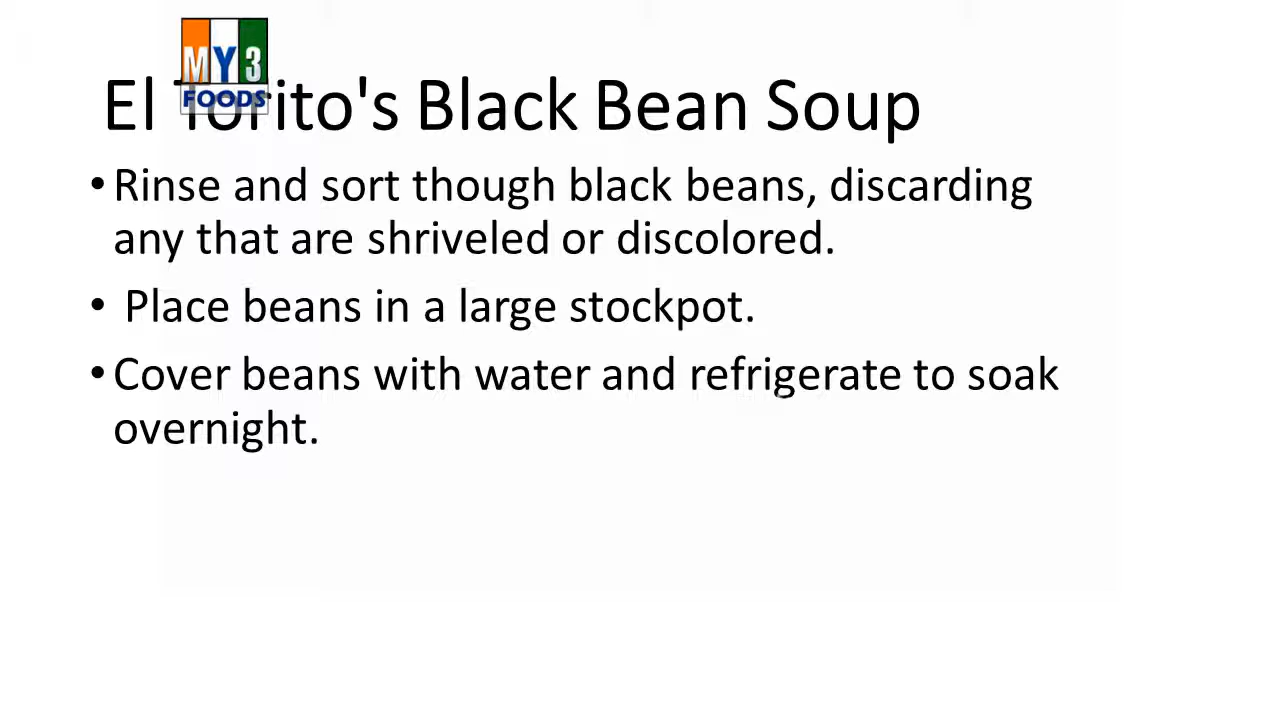 MY3
FOODS
El Torito's Black Bean Soup
•Rinse and sort though black beans, discarding
any that are shriveled or discolored.
• Place beans in a large stockpot.
•Cover beans with water and refrigerate to soak
overnight.